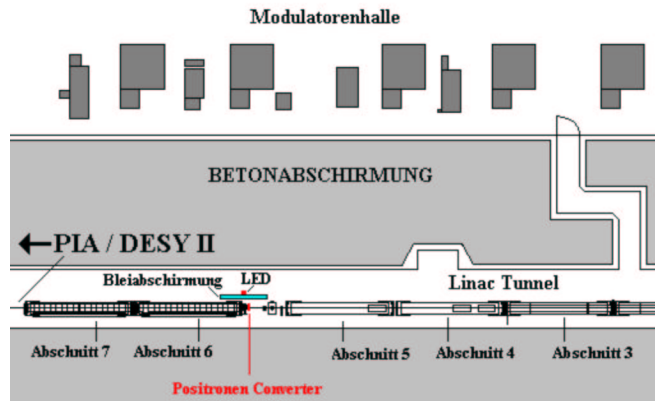 Modulatorenhalle
BETONABSCHIRMUNG
PIA / DESY II
Bleiabschirmung
LED
Linac Tunnel
Abschnitt 7
Abschnitt 6
Abschnitt 5
Abschnitt 4
Abschnitt 3
Positronen Converter